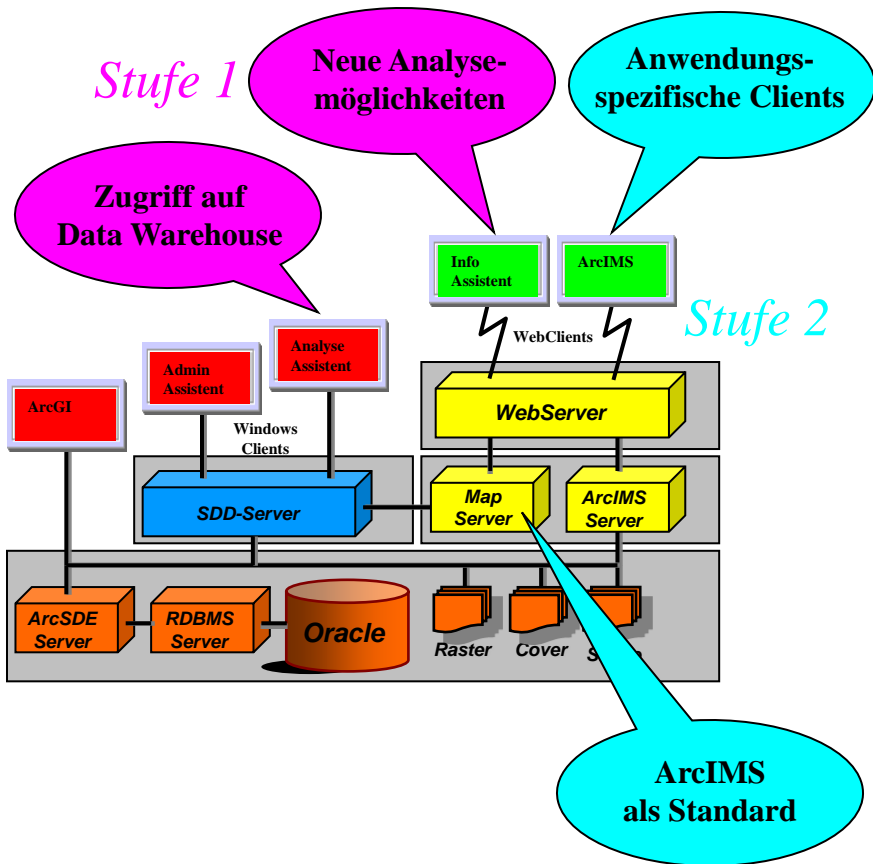 Stufe 1
Neue Analyse-
möglichkeiten
Anwendungs-
spezifische Clients
Zugriff auf
Data Warehouse
Info
Assistent
ArcIMS
Stufe 2
WebClients
Analyse
Assistent
Admin
Assistent
ArcGI
Windows
Clients
WebServer
SDD-Server
Map
Server
ArcIMS
Server
ArcSDE
Server
RDBMS
Server
Oracle
Raster
Cover
ArcIMS
als Standard